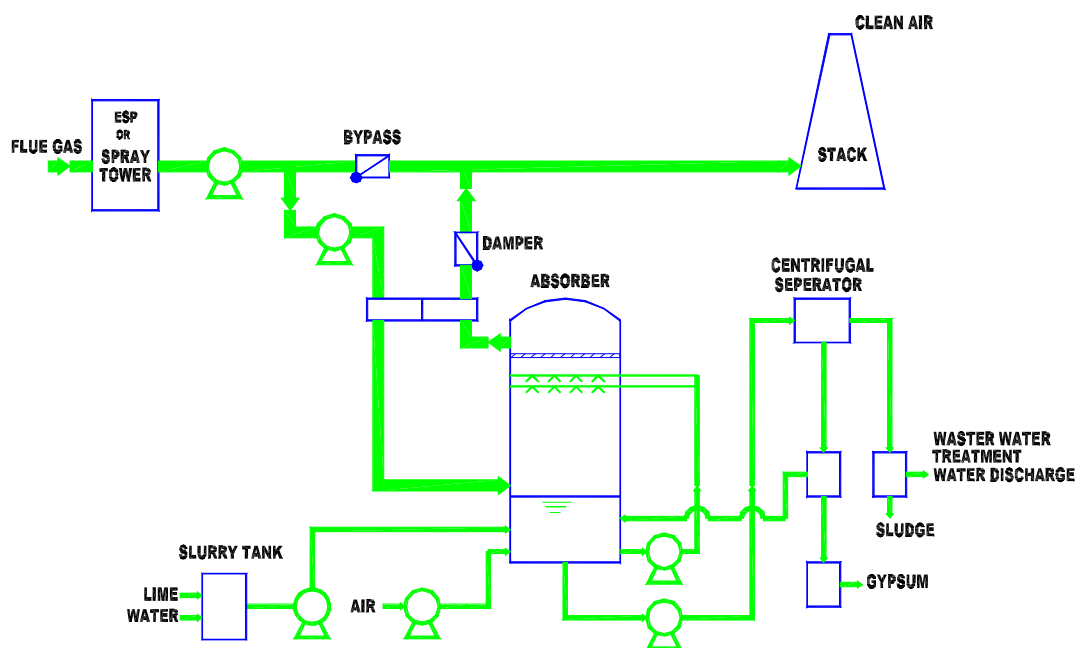 CLEAN AIR
ESP
OR
SPRAY
TOWER
FLUE GAS
BYPASS
STACK
DAMPER
ABSORBER
CENTRIFUGAL
SEPERATOR
WASTER WATER
TREATMENT
WATER DISCHARGE
SLUDGE
SLURRY TANK
LIME
WATER
AIR
GYPSUM